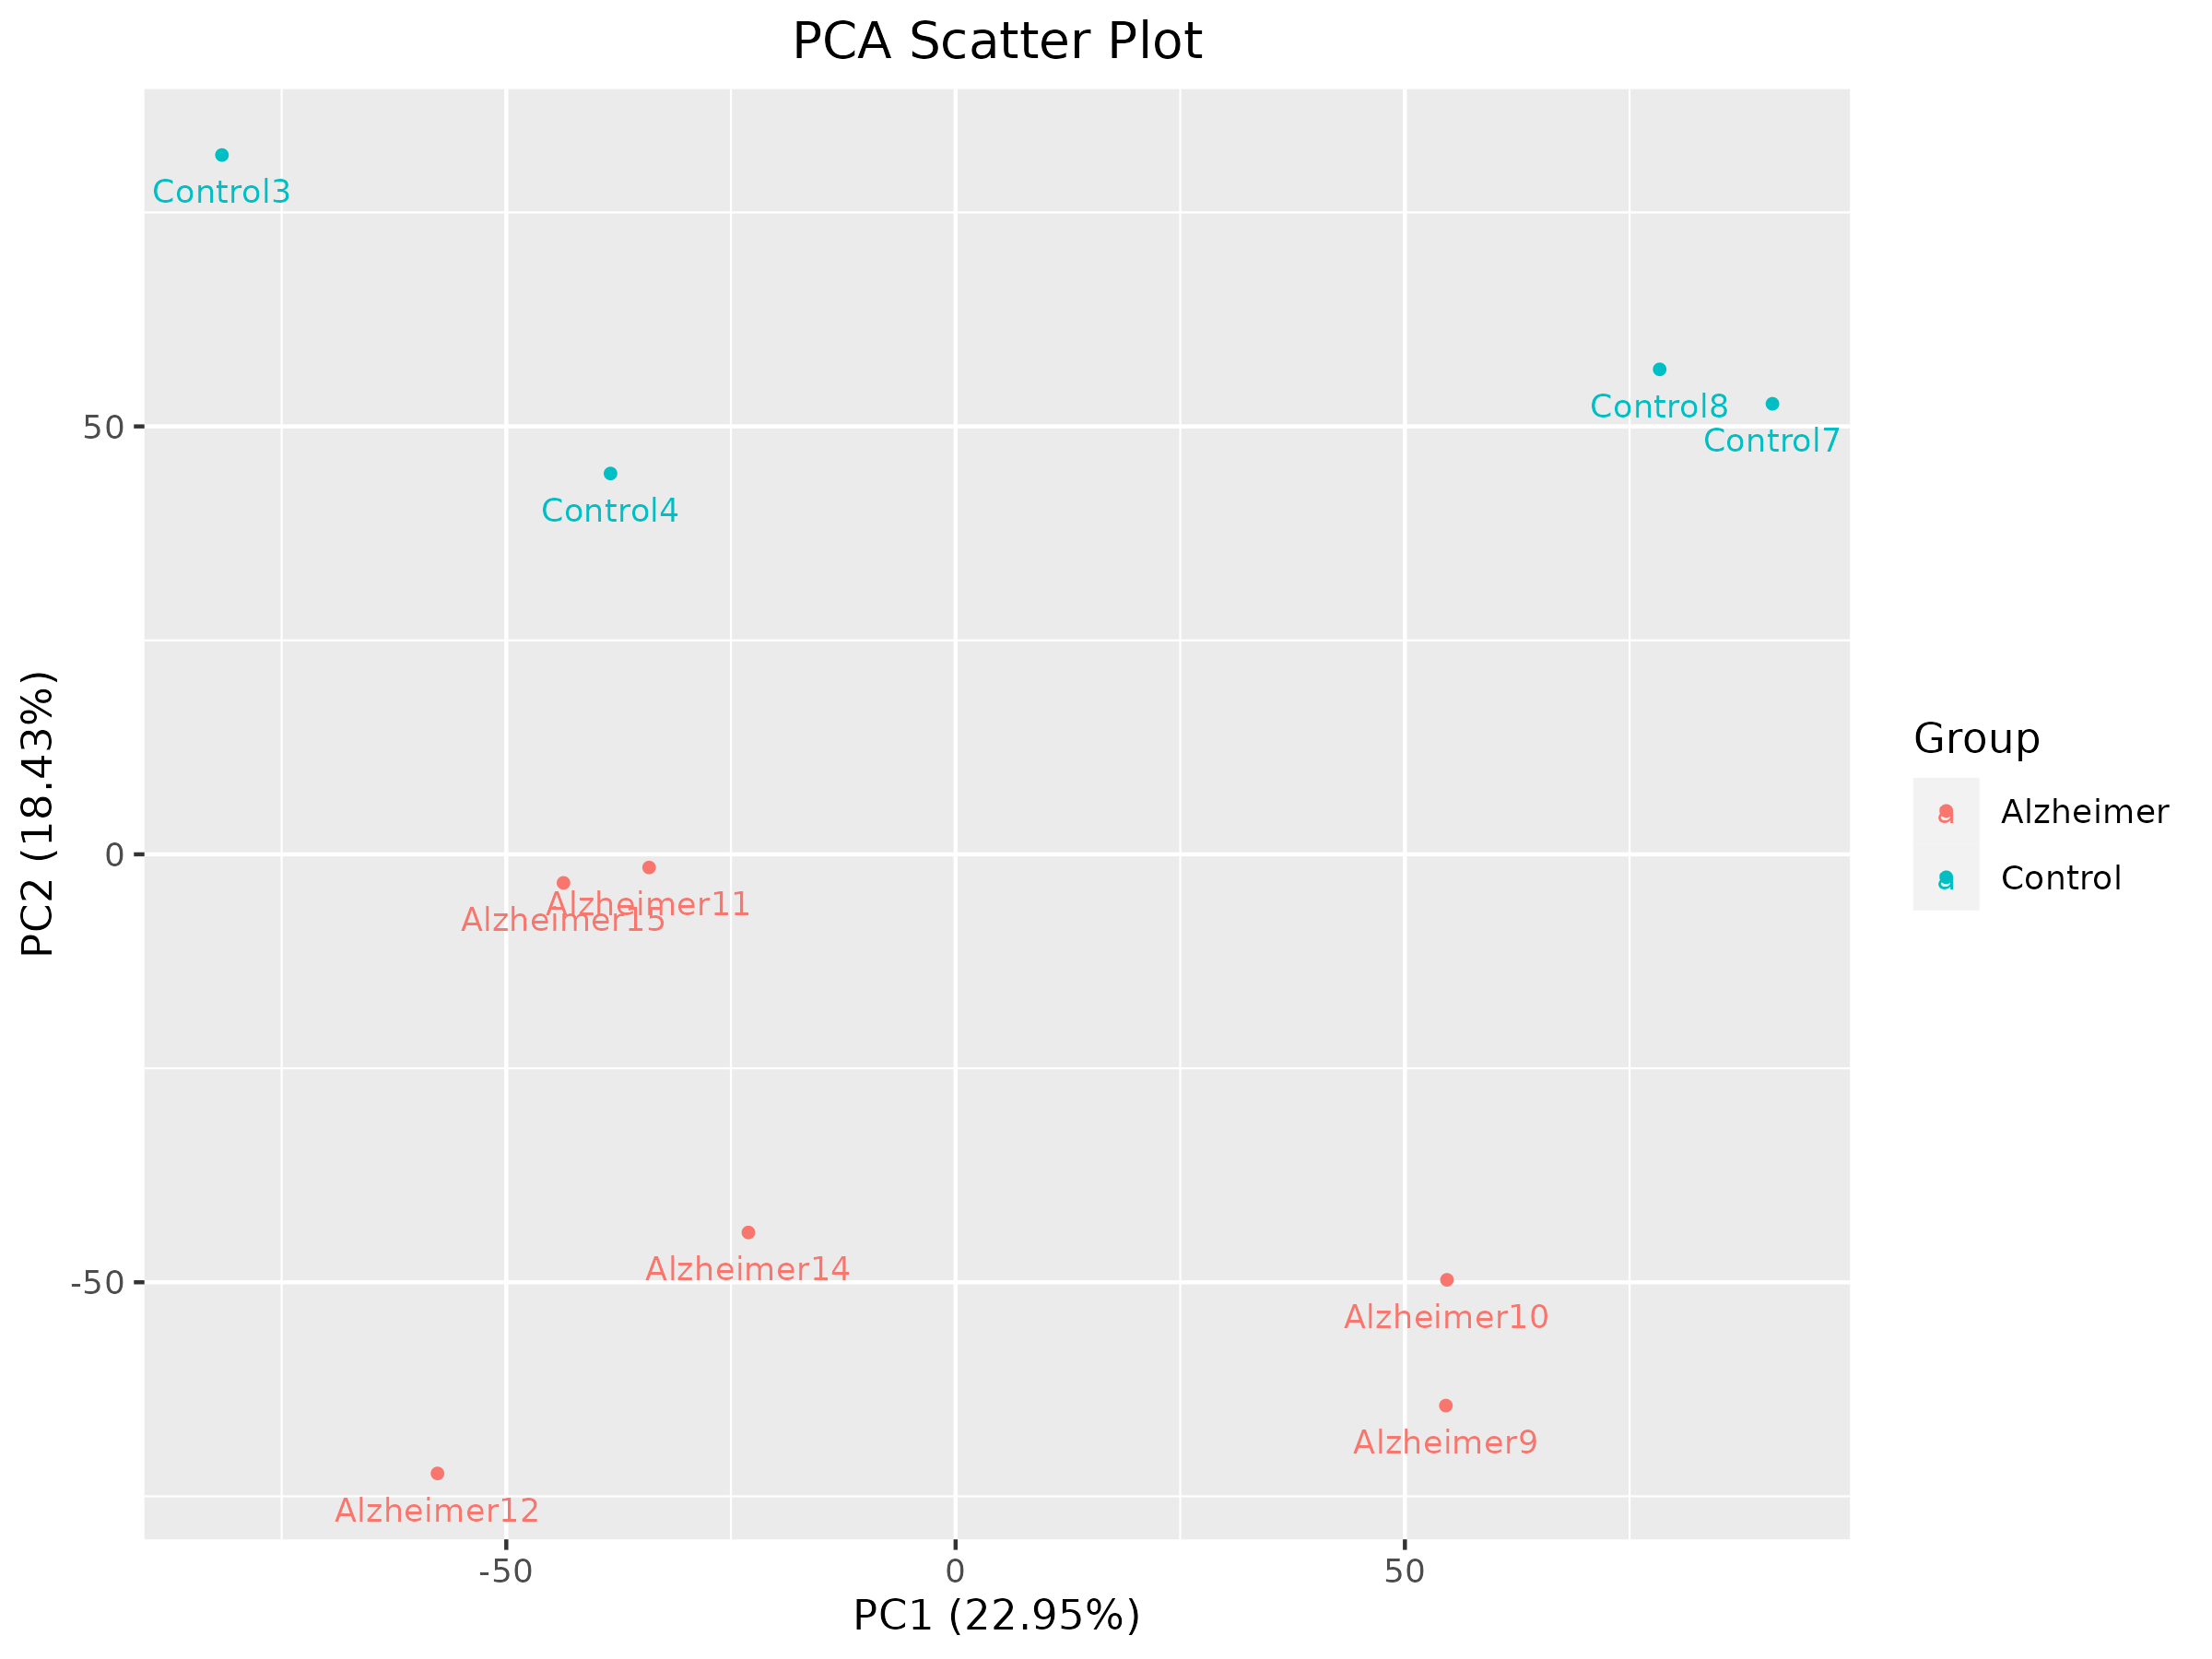 PCA Scatter Plot
Control3
Control8
Control7
Control4
Alzheimer11
Alzheimer15
Alzheimer14
Alzheimer10
Alzheimer9
Alzheimer12
50
0
-50
-50
0
50
PC1 (22.95%)
PC2 (18.43%)
Group
a Alzheimer
a Control